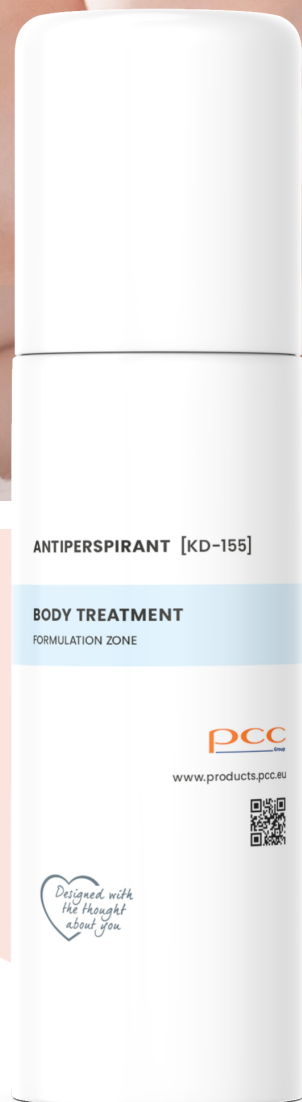 ANTIPERSPIRANT [KD-155]
BODY TREATMENT
FORMULATION ZONE
pcc
Group
www.products.pcc.eu
Designed with
the thought
about you